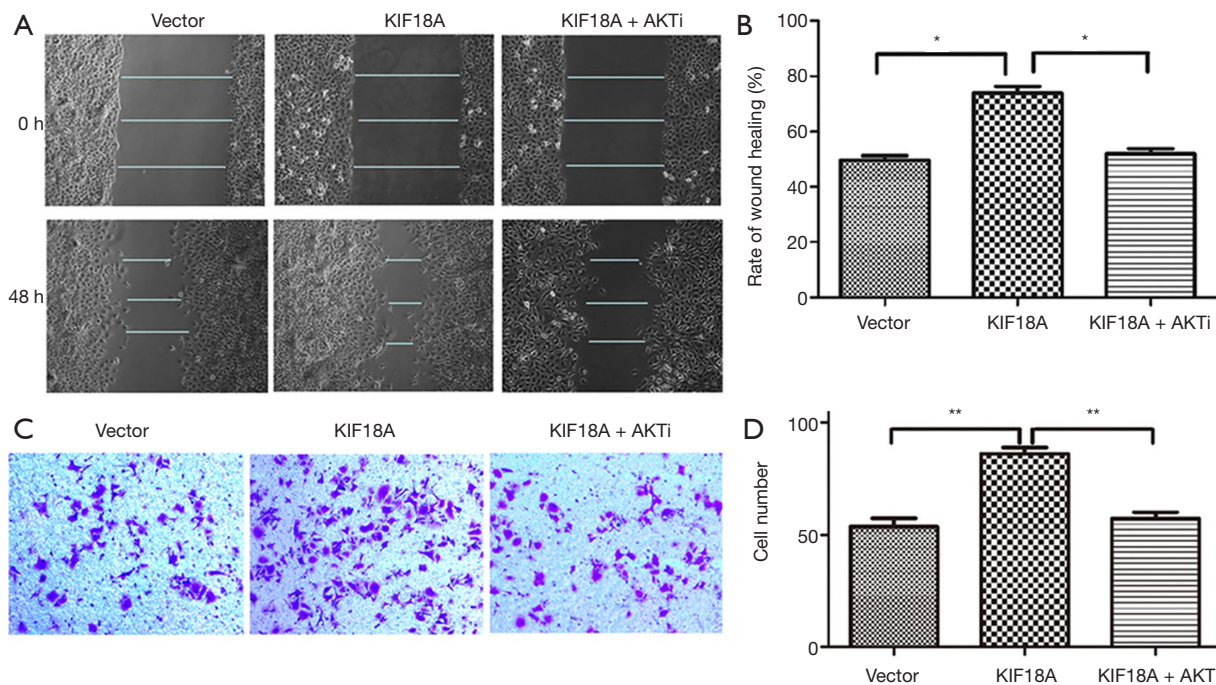 A
Vector
KIF18A
KIF18A + AKTi
0 h
48 h
B
Rate of wound healing (%)
100
80
60
40
20
0
*
*
Vector
KIF18A
KIF18A + AKTi
C
Vector
KIF18A
KIF18A + AKTi
D
Cell number
100
50
0
**
**
Vector
KIF18A
KIF18A + AKT